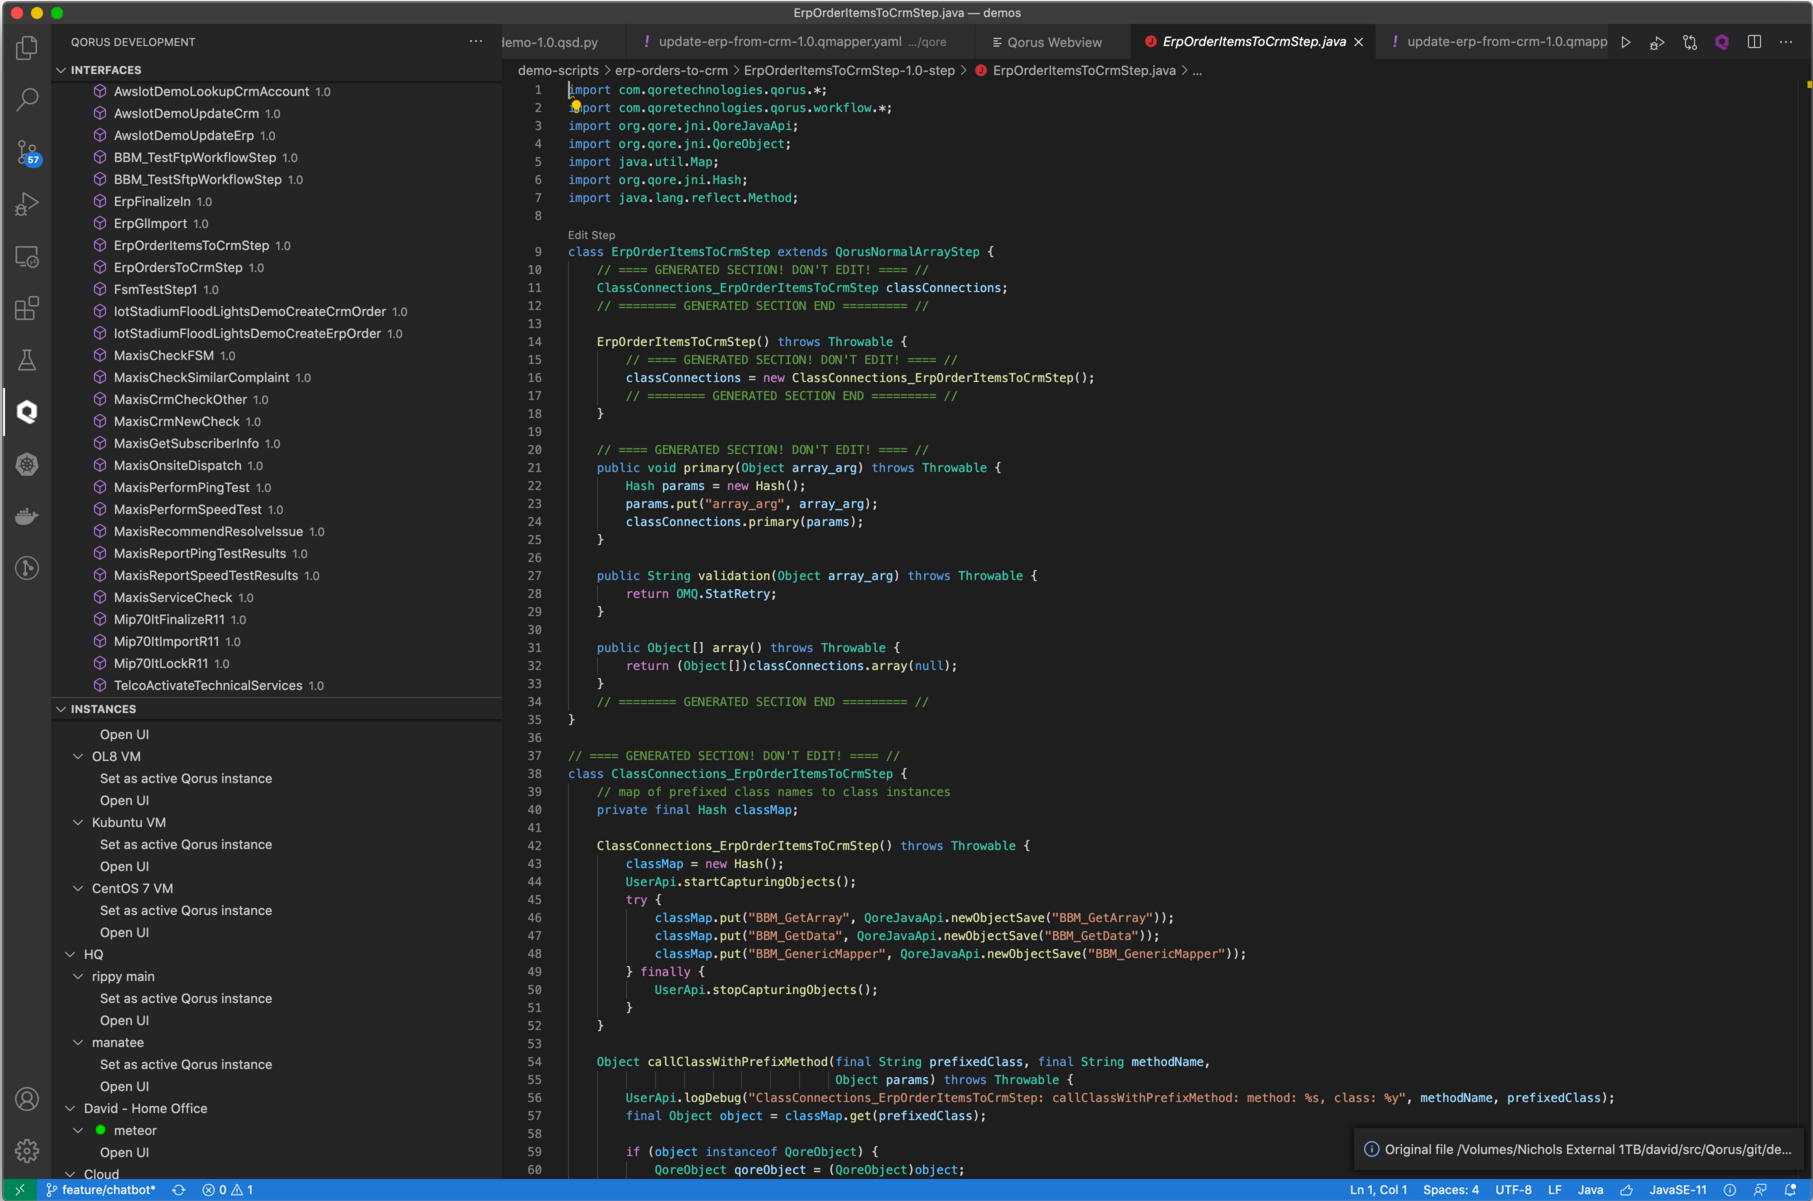 ErpOrderItemsToCrmStep.java — demos
QORUS DEVELOPMENT ···
demo-1.0.qsd.py
! update-erp-from-crm-1.0.qmapper.yaml .../qore
Qorus Webview
ErpOrderItemsToCrmStep.java
! update-erp-from-crm-1.0.qmapp
demo-scripts > erp-orders-to-crm > ErpOrderItemsToCrmStep-1.0-step > ErpOrderItemsToCrmStep.java > ...
INTERFACES
AwsIotDemoLookupCrmAccount 1.0
AwsIotDemoUpdateCrm 1.0
AwsIotDemoUpdateErp 1.0
BBM_TestFtpWorkflowStep 1.0
BBM_TestSftpWorkflowStep 1.0
ErpFinalizeIn 1.0
ErpGlImport 1.0
ErpOrderItemsToCrmStep 1.0
ErpOrdersToCrmStep 1.0
FsmTestStep1 1.0
IotStadiumFloodLightsDemoCreateCrmOrder 1.0
IotStadiumFloodLightsDemoCreateErpOrder 1.0
MaxisCheckFSM 1.0
MaxisCheckSimilarComplaint 1.0
MaxisCrmCheckOther 1.0
MaxisCrmNewCheck 1.0
MaxisGetSubscriberInfo 1.0
MaxisOnsiteDispatch 1.0
MaxisPerformPingTest 1.0
MaxisPerformSpeedTest 1.0
MaxisRecommendResolveIssue 1.0
MaxisReportPingTestResults 1.0
MaxisReportSpeedTestResults 1.0
MaxisServiceCheck 1.0
Mip70ItFinalizeR11 1.0
Mip70ItImportR11 1.0
Mip70ItLockR11 1.0
TelcoActivateTechnicalServices 1.0
57
INSTANCES
Open UI
OL8 VM
Set as active Qorus instance
Open UI
Kubuntu VM
Set as active Qorus instance
Open UI
CentOS 7 VM
Set as active Qorus instance
Open UI
HQ
rippy main
Set as active Qorus instance
Open UI
manatee
Set as active Qorus instance
Open UI
David - Home Office
meteor
Open UI
Cloud
1 import com.qoretechnologies.qorus.*;
2 import com.qoretechnologies.qorus.workflow.*;
3 import org.qore.jni.QoreJavaApi;
4 import org.qore.jni.QoreObject;
5 import java.util.Map;
6 import org.qore.jni.Hash;
7 import java.lang.reflect.Method;
8
Edit Step
9 class ErpOrderItemsToCrmStep extends QorusNormalArrayStep {
10 // ==== GENERATED SECTION! DON'T EDIT! ==== //
11 ClassConnections_ErpOrderItemsToCrmStep classConnections;
12 // ======== GENERATED SECTION END ========= //
13
14 ErpOrderItemsToCrmStep() throws Throwable {
15 // ==== GENERATED SECTION! DON'T EDIT! ==== //
16 classConnections = new ClassConnections_ErpOrderItemsToCrmStep();
17 // ======== GENERATED SECTION END ========= //
18 }
19
20 // ==== GENERATED SECTION! DON'T EDIT! ==== //
21 public void primary(Object array_arg) throws Throwable {
22 Hash params = new Hash();
23 params.put("array_arg", array_arg);
24 classConnections.primary(params);
25 }
26
27 public String validation(Object array_arg) throws Throwable {
28 return OMQ.StatRetry;
29 }
30
31 public Object[] array() throws Throwable {
32 return (Object[])classConnections.array(null);
33 }
34 // ======== GENERATED SECTION END ========= //
35 }
36
37 // ==== GENERATED SECTION! DON'T EDIT! ==== //
38 class ClassConnections_ErpOrderItemsToCrmStep {
39 // map of prefixed class names to class instances
40 private final Hash classMap;
41
42 ClassConnections_ErpOrderItemsToCrmStep() throws Throwable {
43 classMap = new Hash();
44 UserApi.startCapturingObjects();
45 try {
46 classMap.put("BBM_GetArray", QoreJavaApi.newObjectSave("BBM_GetArray"));
47 classMap.put("BBM_GetData", QoreJavaApi.newObjectSave("BBM_GetData"));
48 classMap.put("BBM_GenericMapper", QoreJavaApi.newObjectSave("BBM_GenericMapper"));
49 } finally {
50 UserApi.stopCapturingObjects();
51 }
52 }
53
54 Object callClassWithPrefixMethod(final String prefixedClass, final String methodName,
55 Object params) throws Throwable {
56 UserApi.logDebug("ClassConnections_ErpOrderItemsToCrmStep: callClassWithPrefixMethod: method: %s, class: %y", methodName, prefixedClass);
57 final Object object = classMap.get(prefixedClass);
58
59 if (object instanceof QoreObject) {
60 QoreObject qoreObject = (QoreObject)object;
Original file /Volumes/Nichols External 1TB/david/src/Qorus/git/de...
feature/chatbot* 0 1
Ln 1, Col 1 Spaces: 4 UTF-8 LF Java JavaSE-11